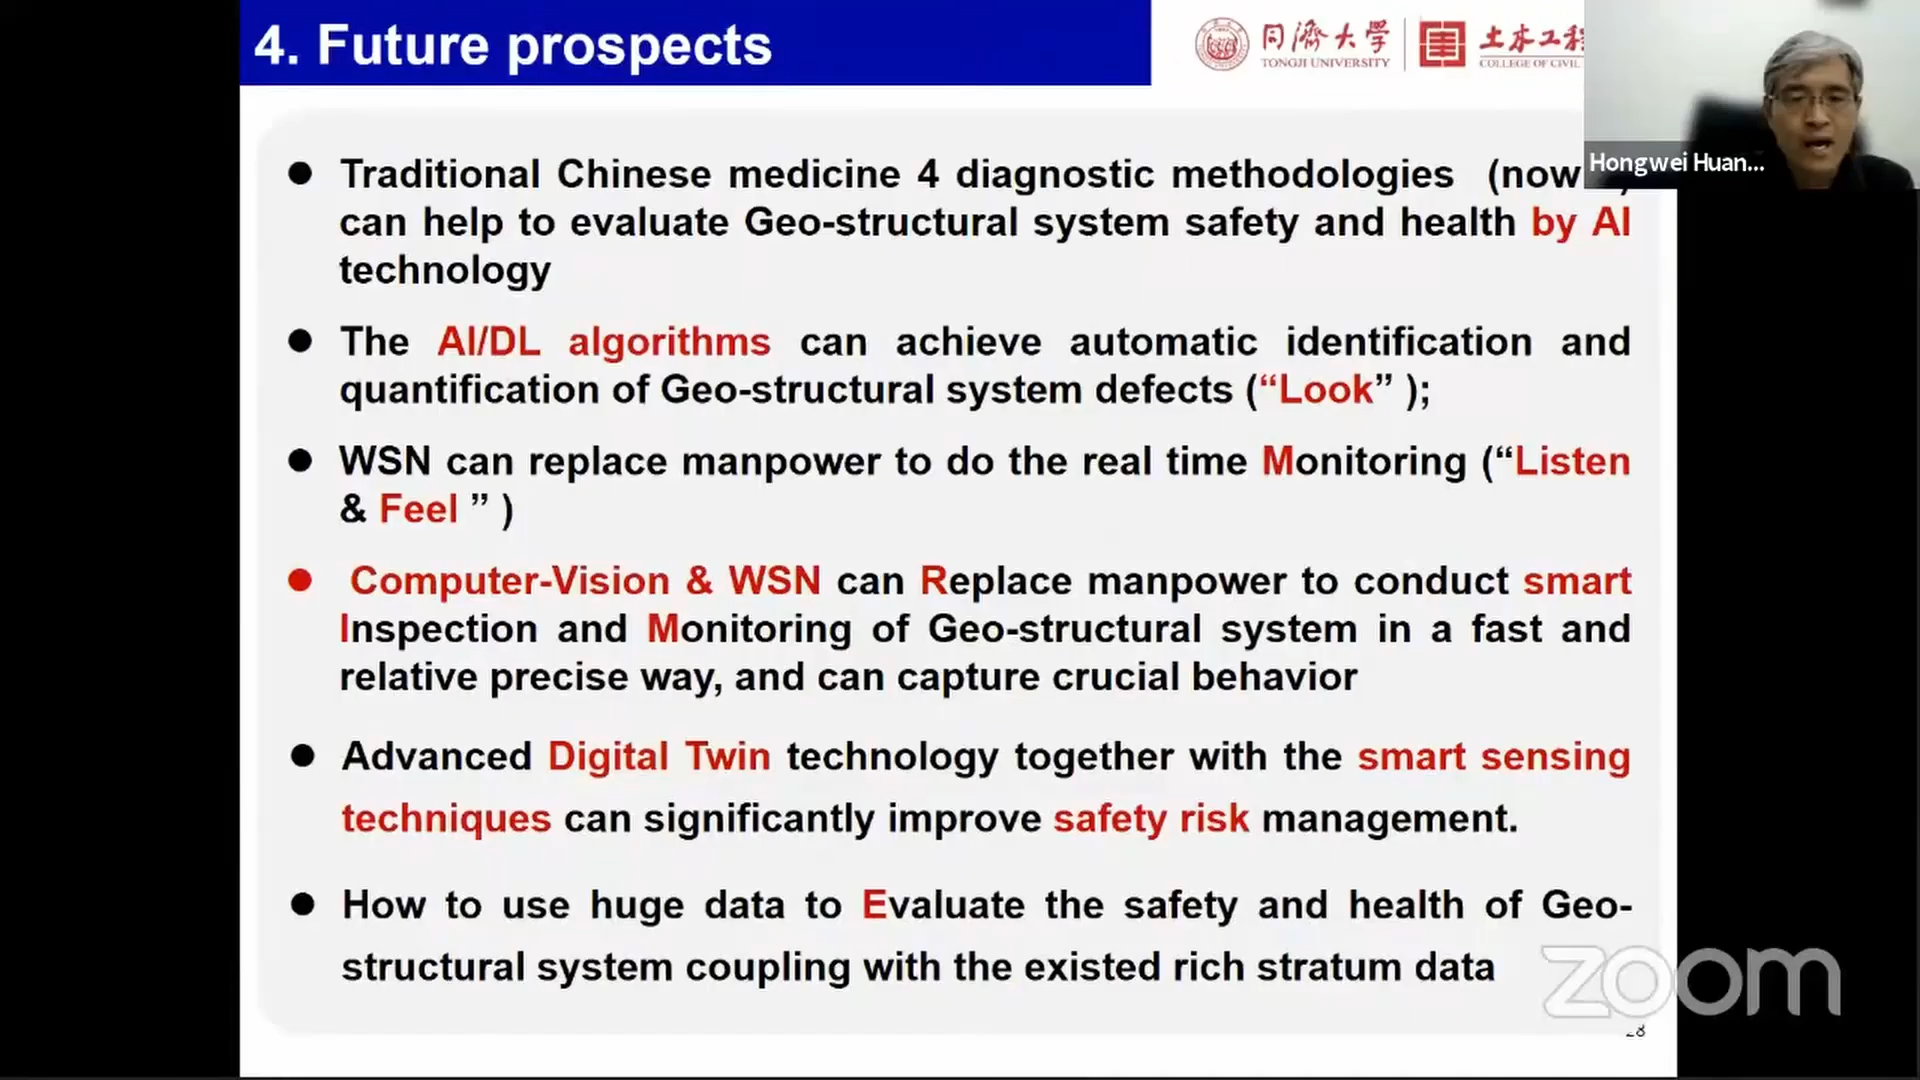 4. Future prospects
同濟大學
TONGJI UNIVERSITY
土木工程
COLLEGE OF CIVIL
Hongwei Huan...
● Traditional Chinese medicine 4 diagnostic methodologies (now )
can help to evaluate Geo-structural system safety and health by AI
technology
● The AI/DL algorithms can achieve automatic identification and
quantification of Geo-structural system defects (“Look” );
● WSN can replace manpower to do the real time Monitoring (“Listen
& Feel ” )
● Computer-Vision & WSN can Replace manpower to conduct smart
Inspection and Monitoring of Geo-structural system in a fast and
relative precise way, and can capture crucial behavior
● Advanced Digital Twin technology together with the smart sensing
techniques can significantly improve safety risk management.
● How to use huge data to Evaluate the safety and health of Geo-
structural system coupling with the existed rich stratum data
zoom
28